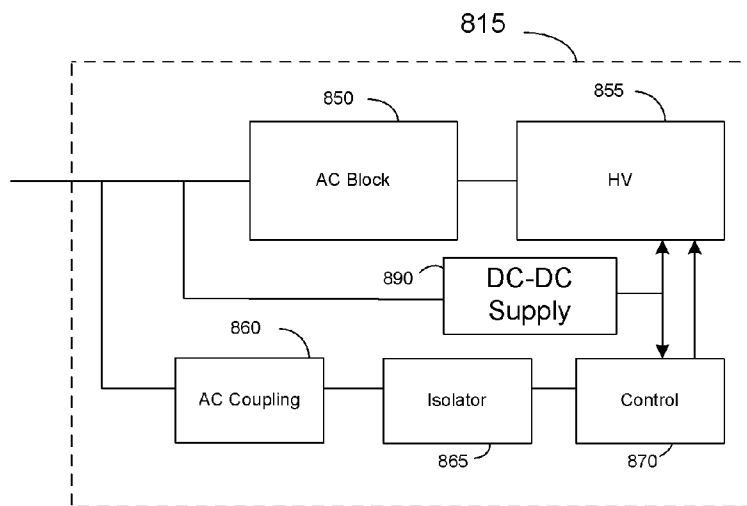 815
850
855
AC Block
HV
890
DC-DC
Supply
860
AC Coupling
Isolator
Control
865
870